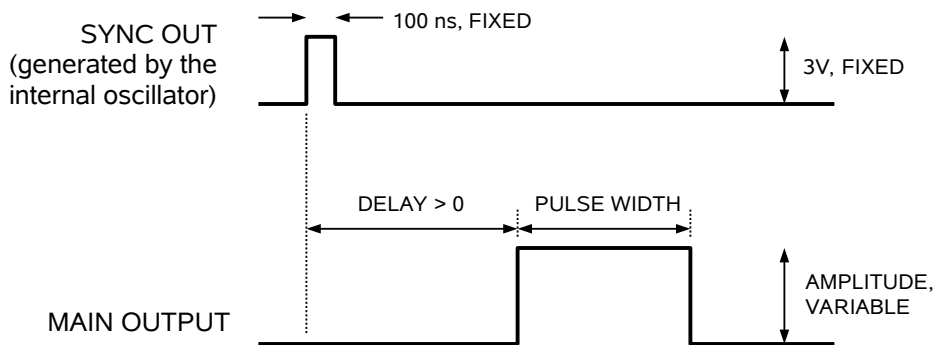 SYNC OUT
(generated by the
internal oscillator)
100 ns, FIXED
3V, FIXED
DELAY > 0
PULSE WIDTH
MAIN OUTPUT
AMPLITUDE,
VARIABLE